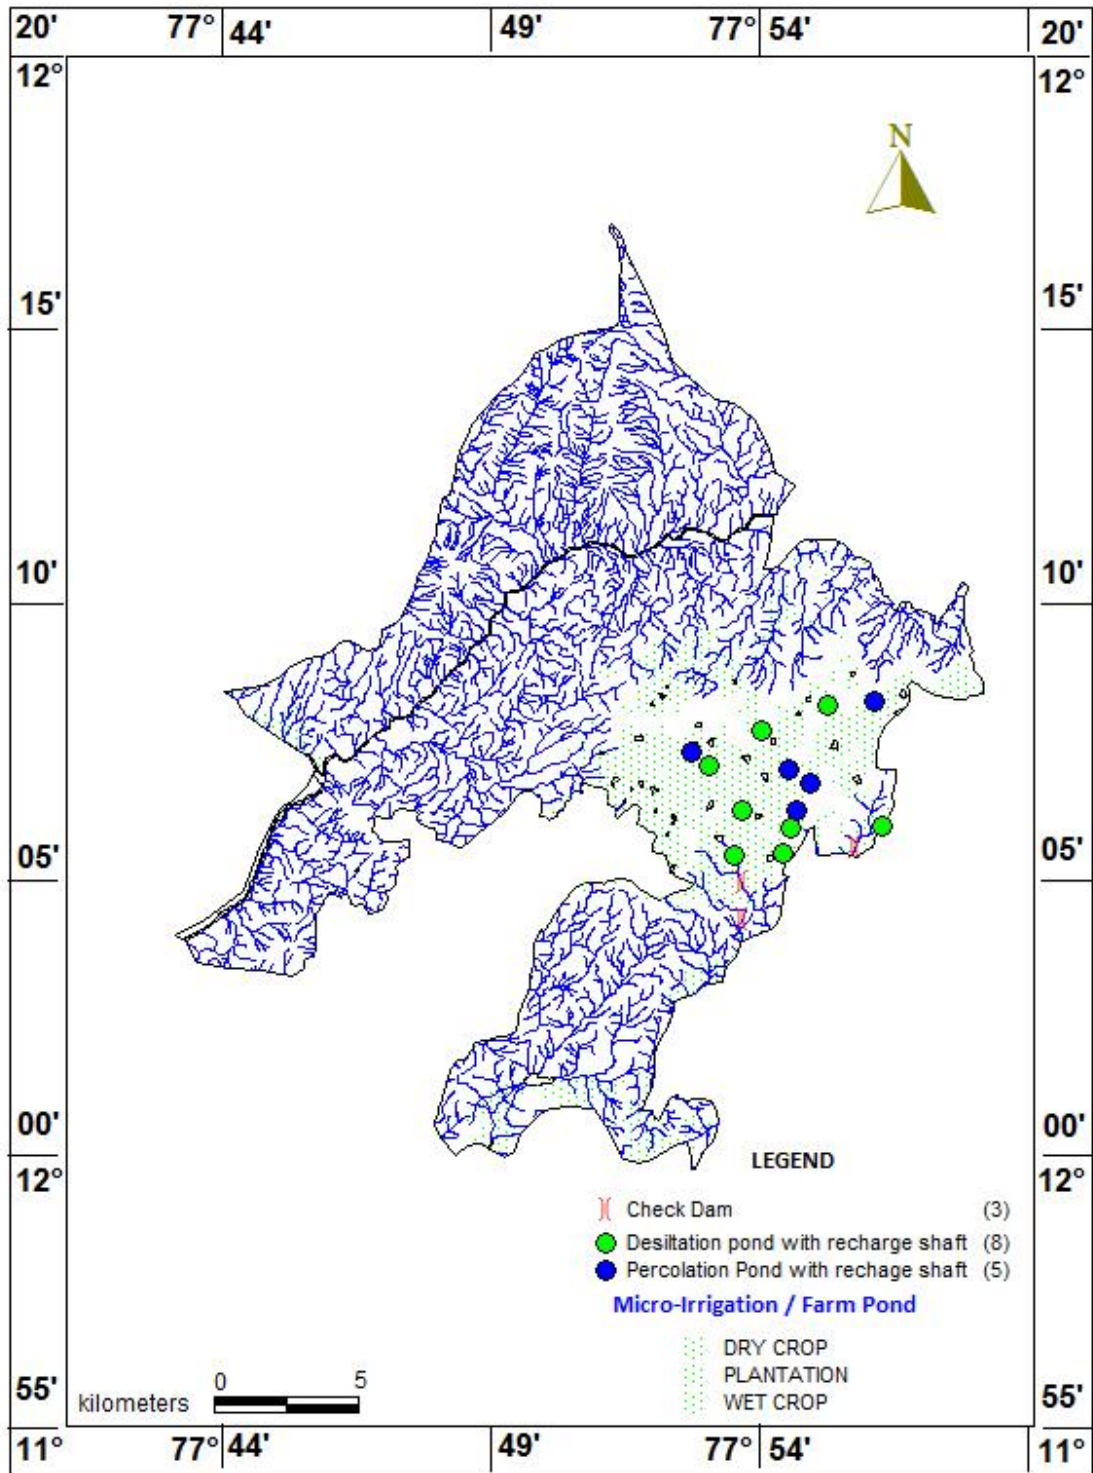 20' 77° 44' 49' 77° 54' 20'
12° 12°
N
15' 15'
10' 10'
05' 05'
00' 00'
12° 12°
LEGEND
Check Dam (3)
Desiltation pond with recharge shaft (8)
Percolation Pond with rechage shaft (5)
Micro-Irrigation / Farm Pond
DRY CROP
PLANTATION
WET CROP
0 5
kilometers
55' 55'
11° 77° 44' 49' 77° 54' 11°